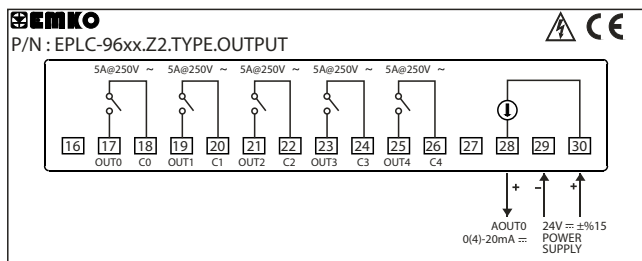 EMKO
P/N : EPLC-96xx.Z2.TYPE.OUTPUT
CE
5A@250V ~ 5A@250V ~ 5A@250V ~ 5A@250V ~ 5A@250V ~
16 17 18 19 20 21 22 23 24 25 26 27 28 29 30
OUT0 C0 OUT1 C1 OUT2 C2 OUT3 C3 OUT4 C4
+ – +
AOUT0 24V ⎓ ±%15
0(4)-20mA ⎓ POWER
SUPPLY